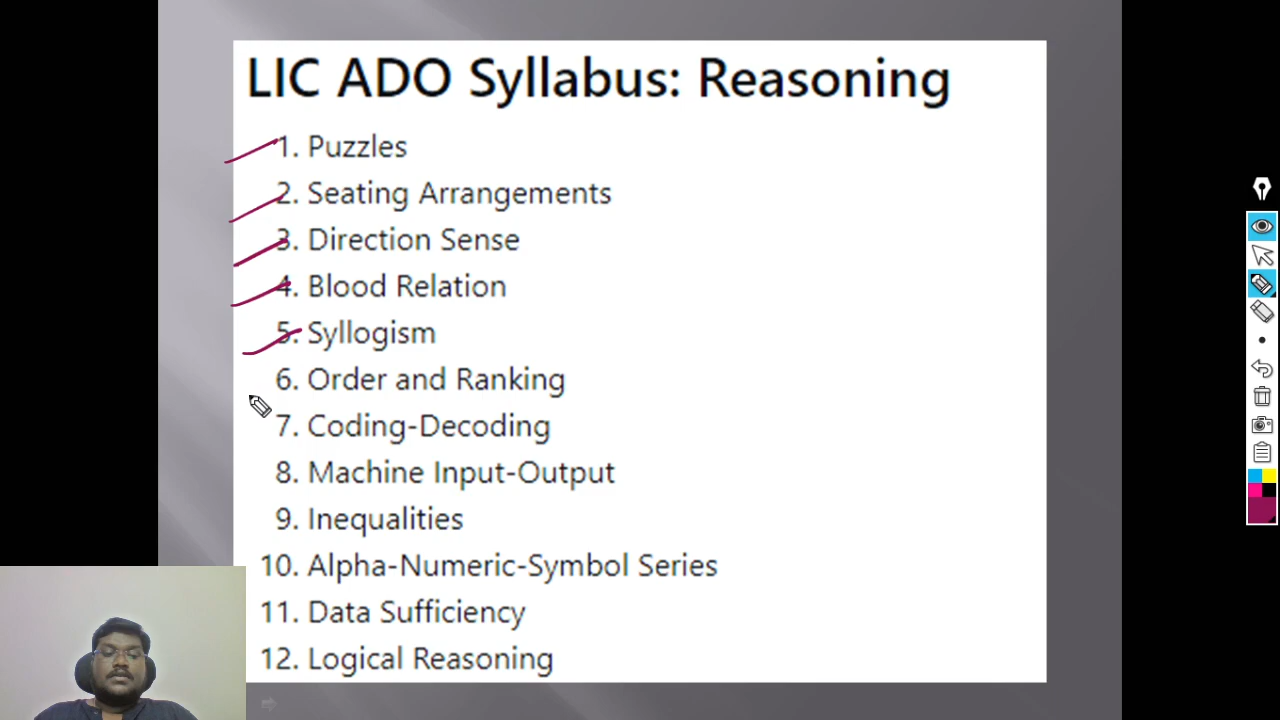 LIC ADO Syllabus: Reasoning
1. Puzzles
2. Seating Arrangements
3. Direction Sense
4. Blood Relation
5. Syllogism
6. Order and Ranking
7. Coding-Decoding
8. Machine Input-Output
9. Inequalities
10. Alpha-Numeric-Symbol Series
11. Data Sufficiency
12. Logical Reasoning